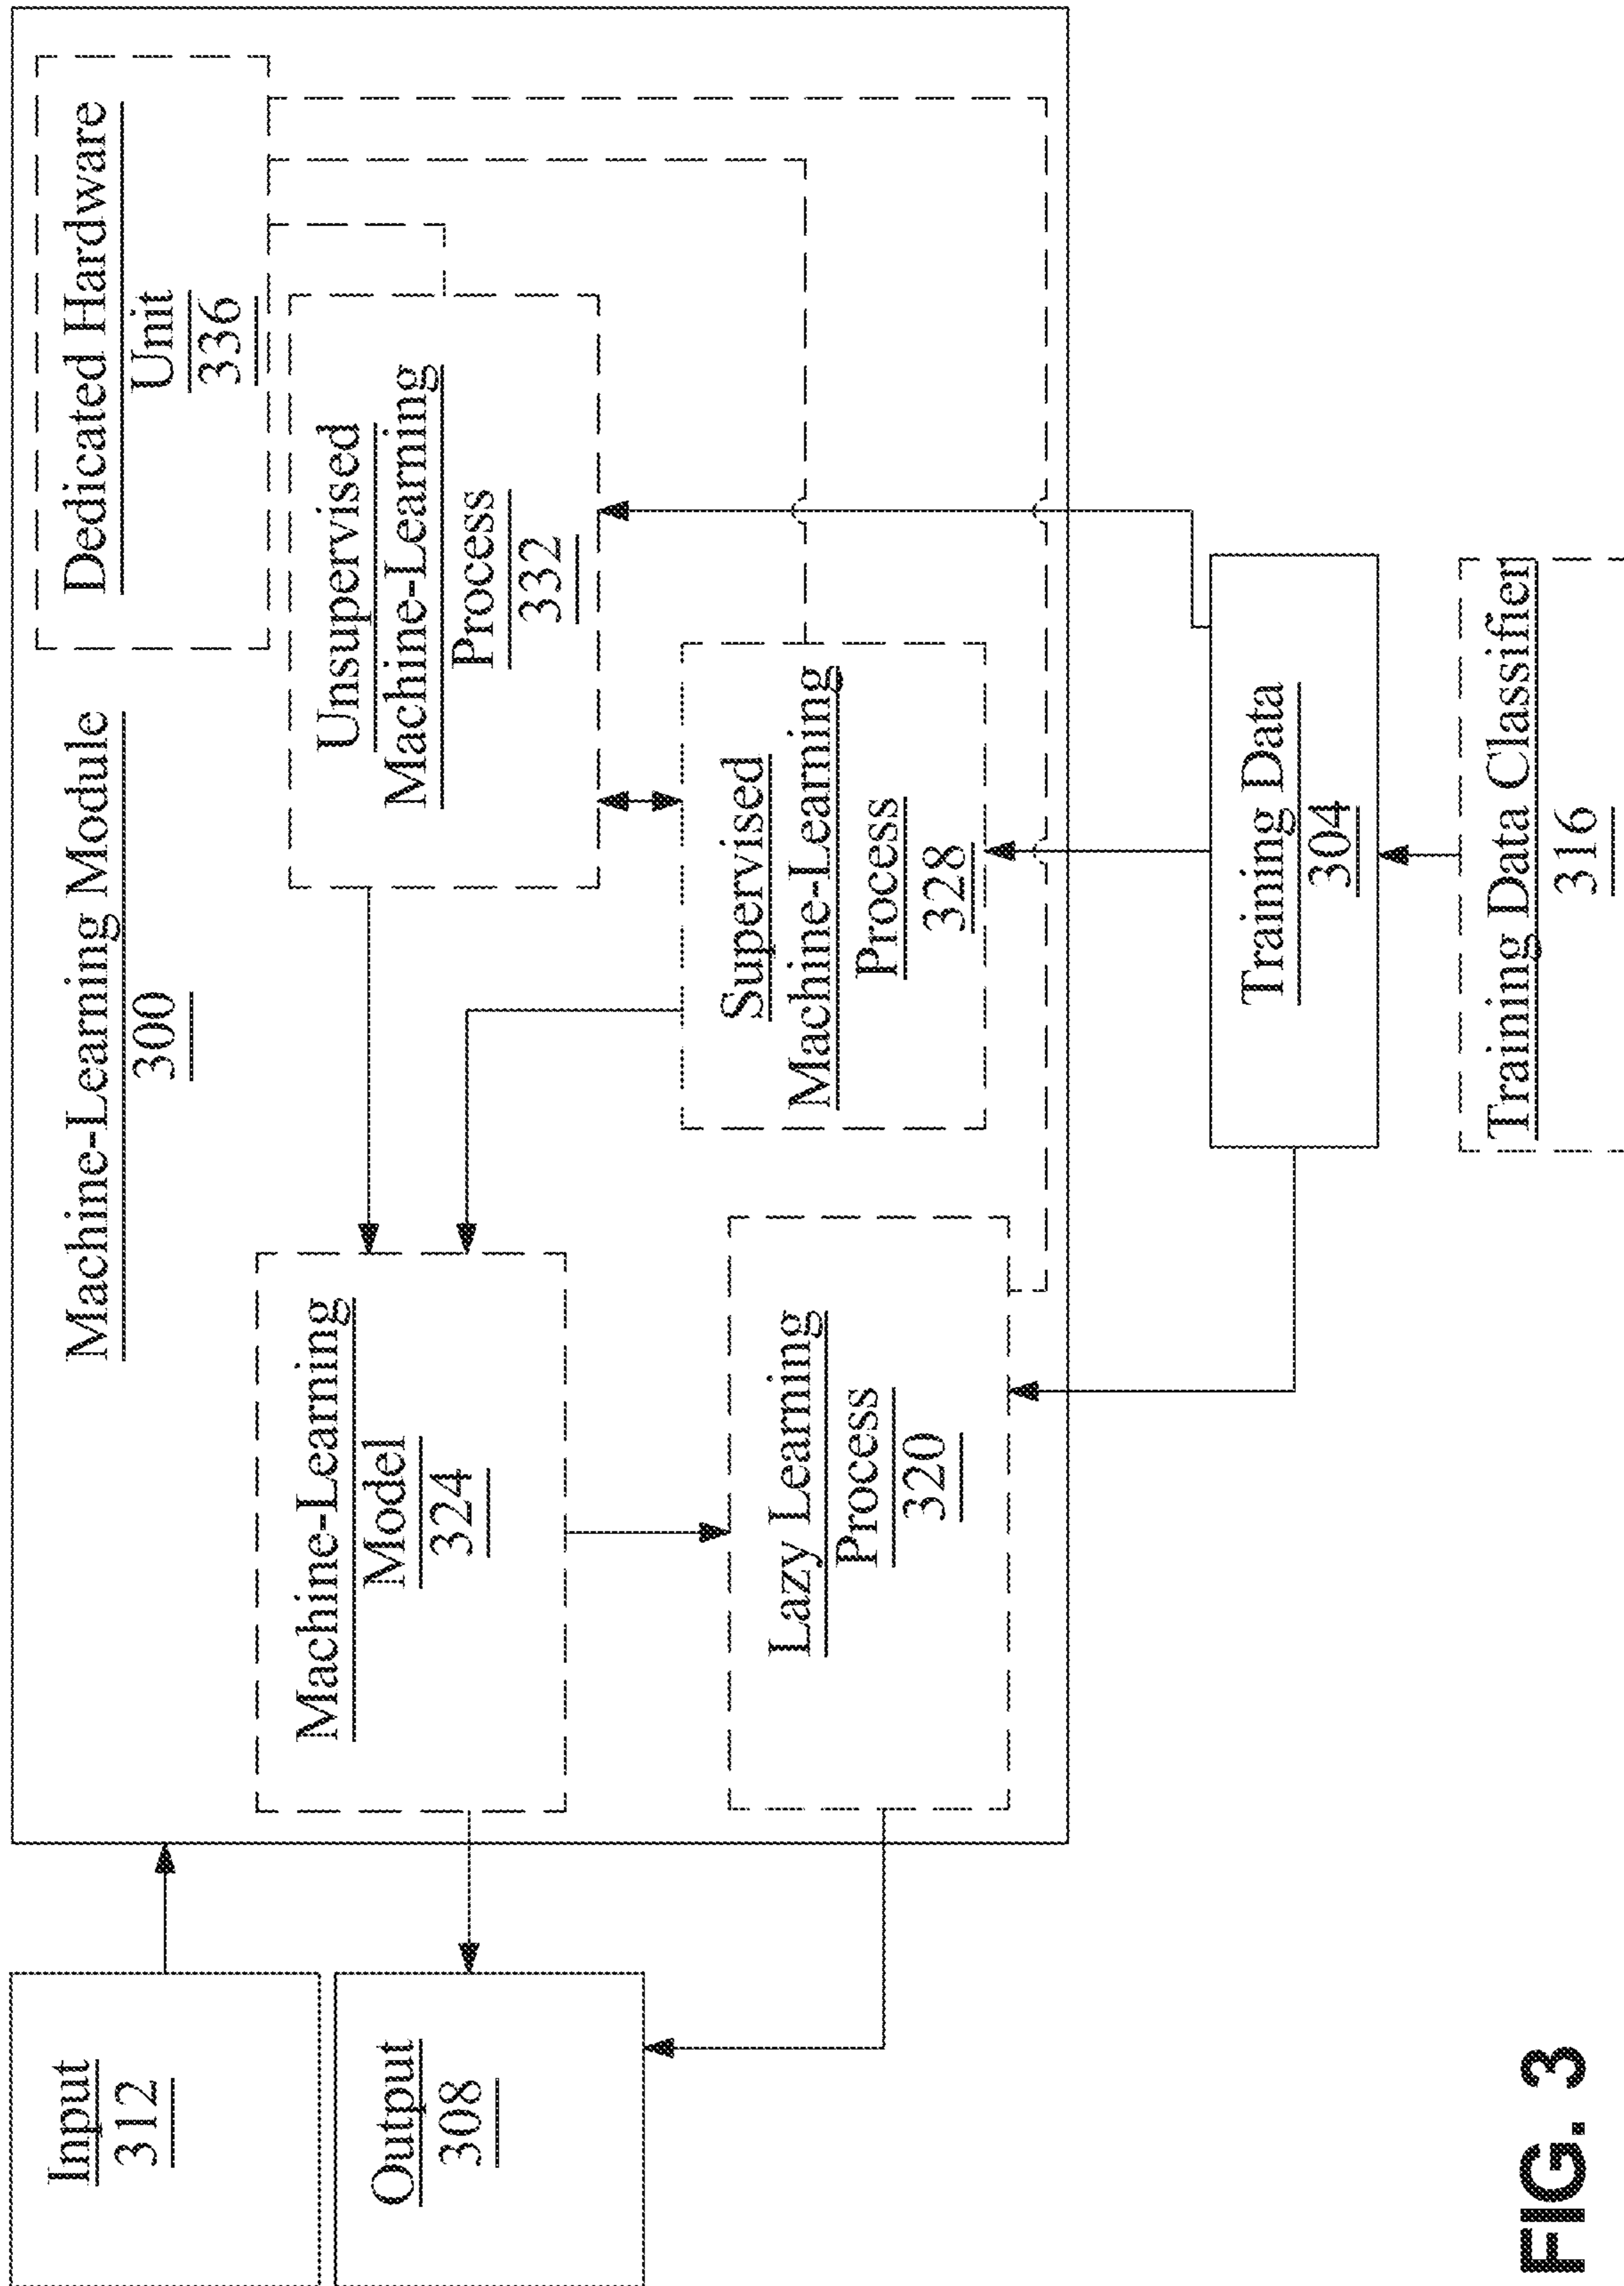 Input
312
Output
308
Machine-Learning Module
300
Machine-Learning
Model
324
Lazy Learning
Process
320
Dedicated Hardware
Unit
336
Unsupervised
Machine-Learning
Process
332
Supervised
Machine-Learning
Process
328
Training Data
304
Training Data Classifier
316
FIG. 3